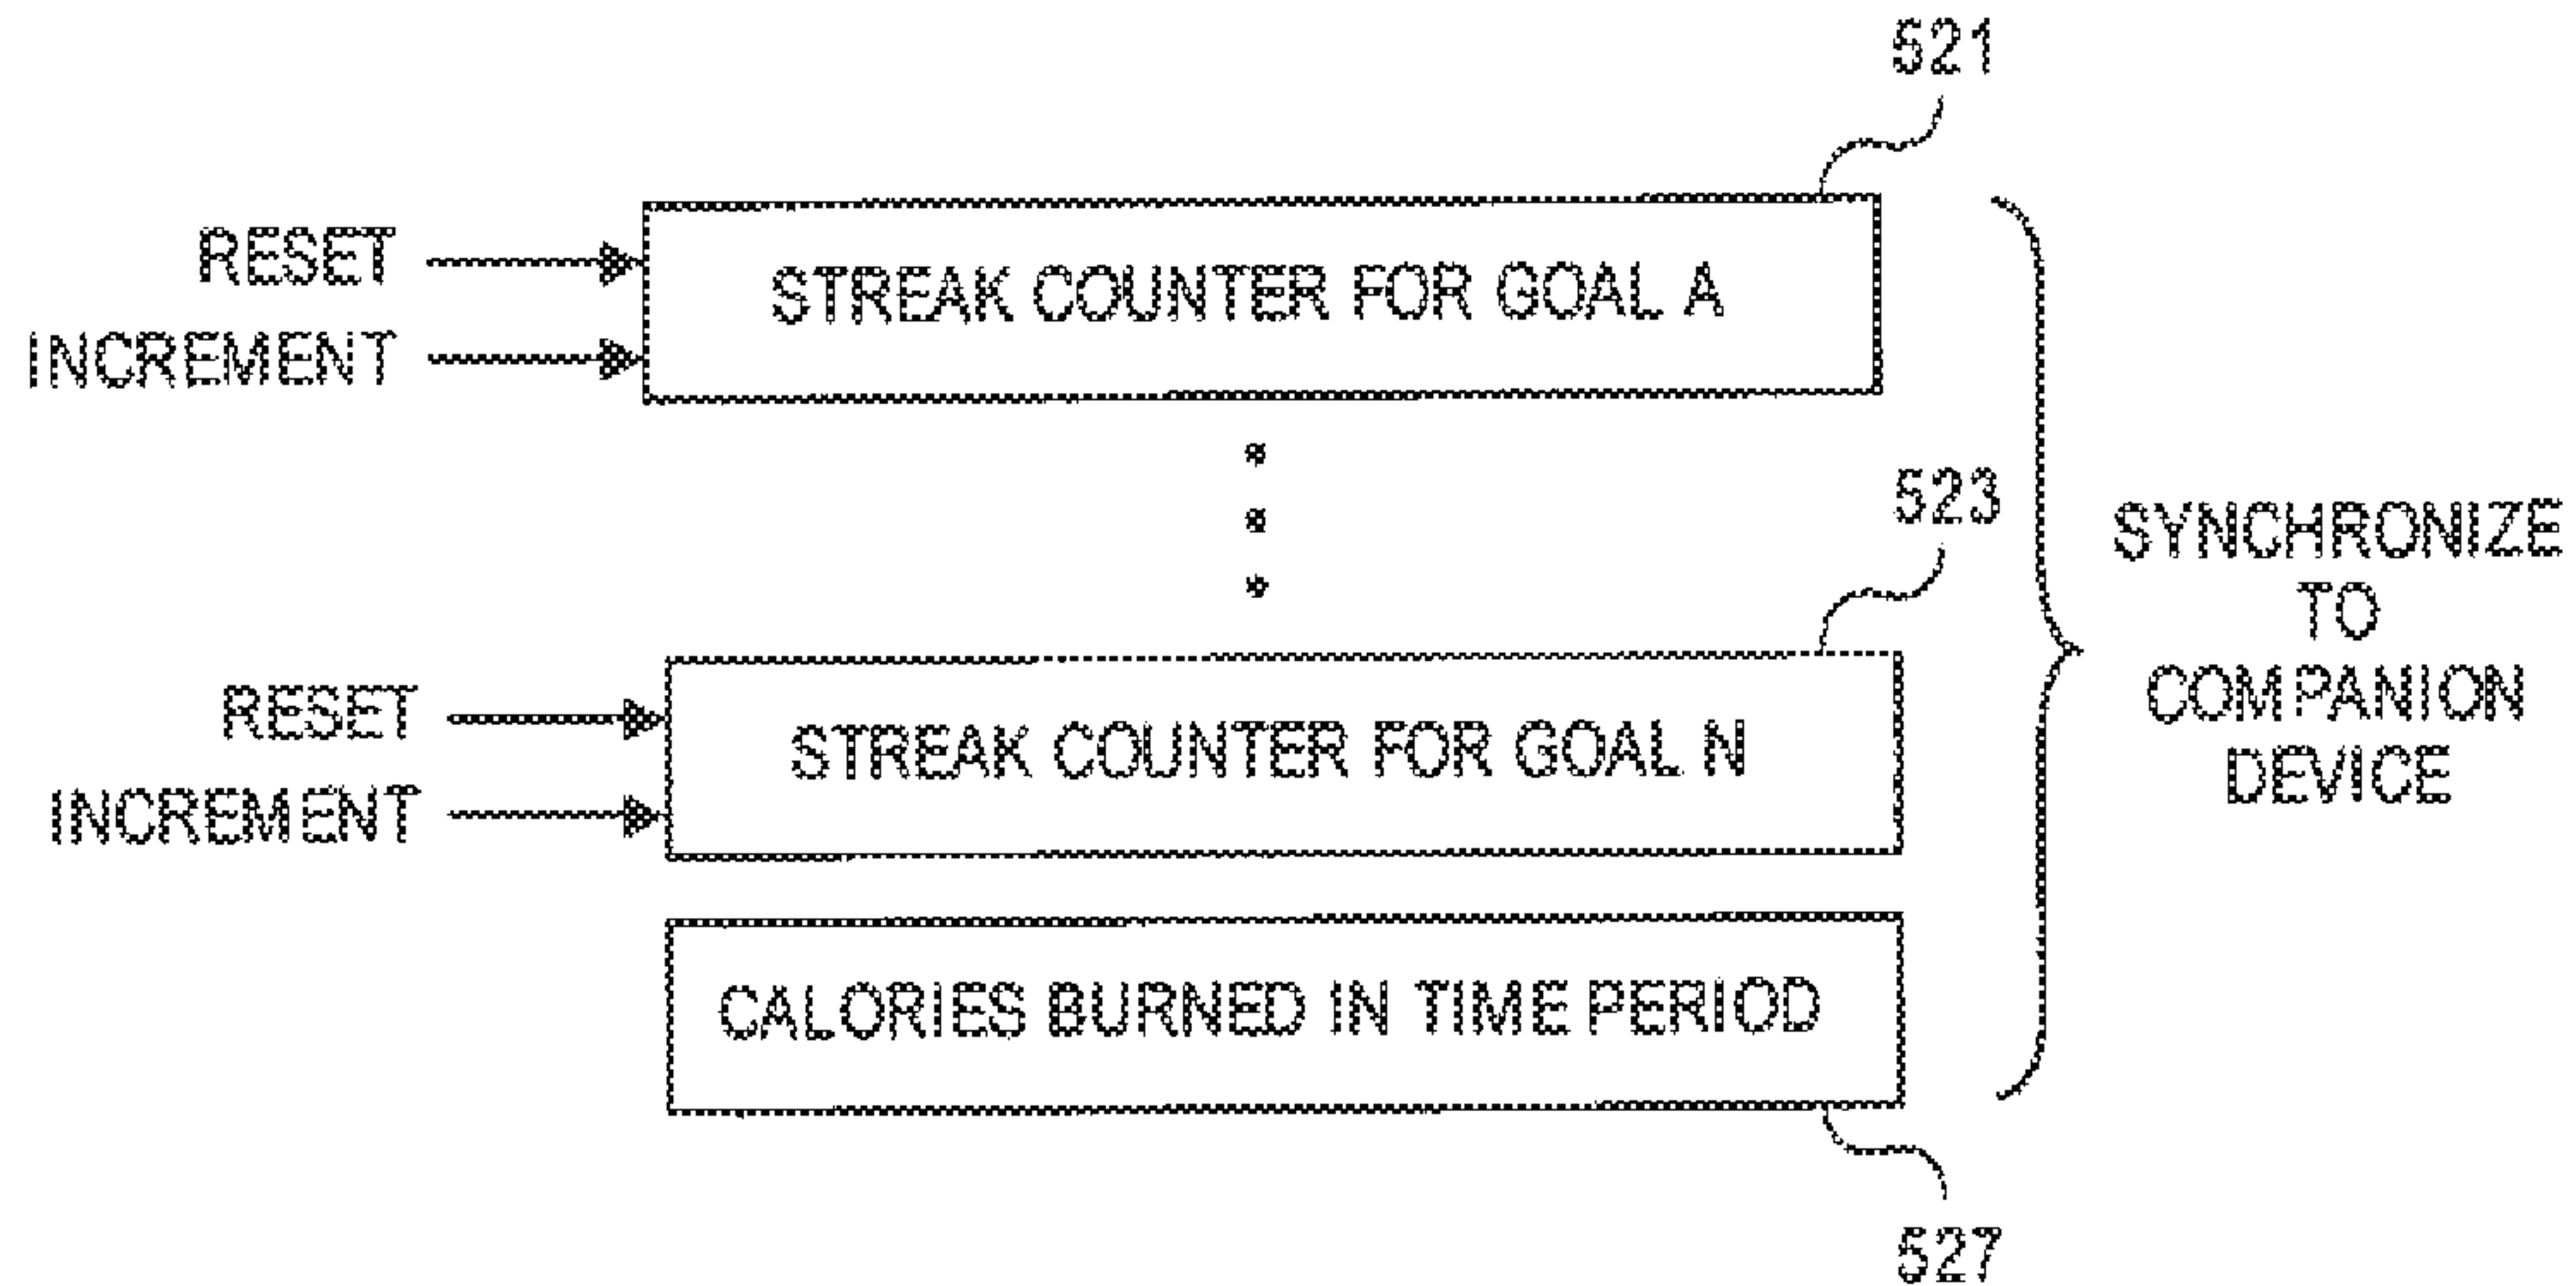 521
RESET
INCREMENT
STREAK COUNTER FOR GOAL A
523
RESET
INCREMENT
STREAK COUNTER FOR GOAL N
SYNCHRONIZE
TO
COMPANION
DEVICE
CALORIES BURNED IN TIME PERIOD
527